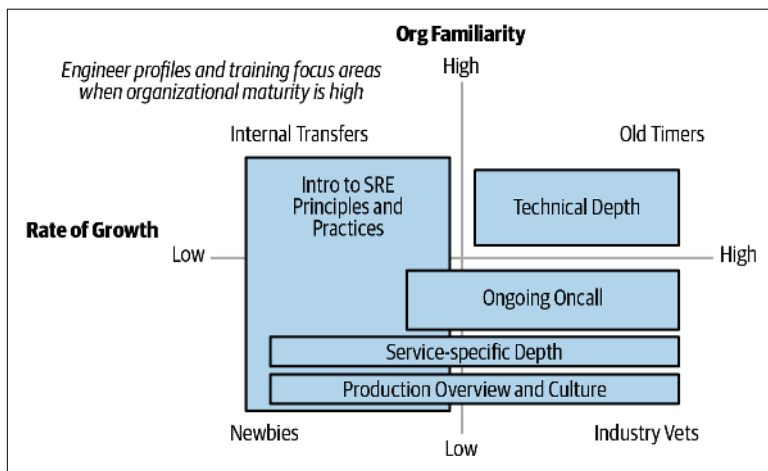 Org Familiarity
Engineer profiles and training focus areas
when organizational maturity is high
High
Internal Transfers
Old Timers
Intro to SRE
Principles and
Practices
Technical Depth
Rate of Growth
Low
High
Ongoing Oncall
Service-specific Depth
Production Overview and Culture
Newbies
Low
Industry Vets